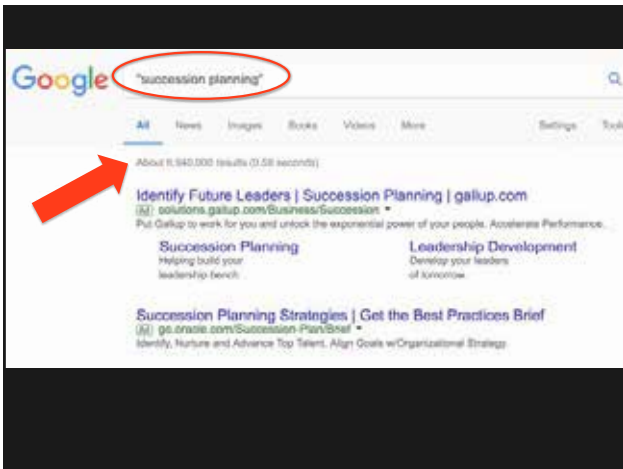 Google "succession planning"
All News Images Books Videos More Settings Tools
results (0.58 seconds)
Identify Future Leaders | Succession Planning | gallup.com
Ad solutions.gallup.com/Business/Succession
Put Gallup to work for you and unlock the exponential power of your people. Accelerate Performance.
Succession Planning Leadership Development
Helping build your Develop your leaders
leadership bench. of tomorrow.
Succession Planning Strategies | Get the Best Practices Brief
Ad go.oracle.com/Succession-Plan/Brief
Identify, Nurture and Advance Top Talent. Align Goals w/Organizational Strategy